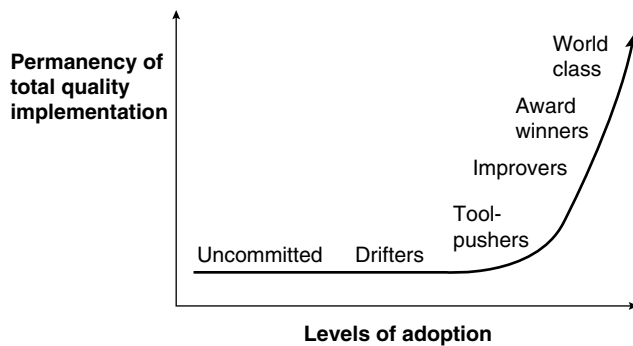 Permanency of
total quality
implementation
World
class
Award
winners
Improvers
Tool-
pushers
Uncommitted
Drifters
Levels of adoption